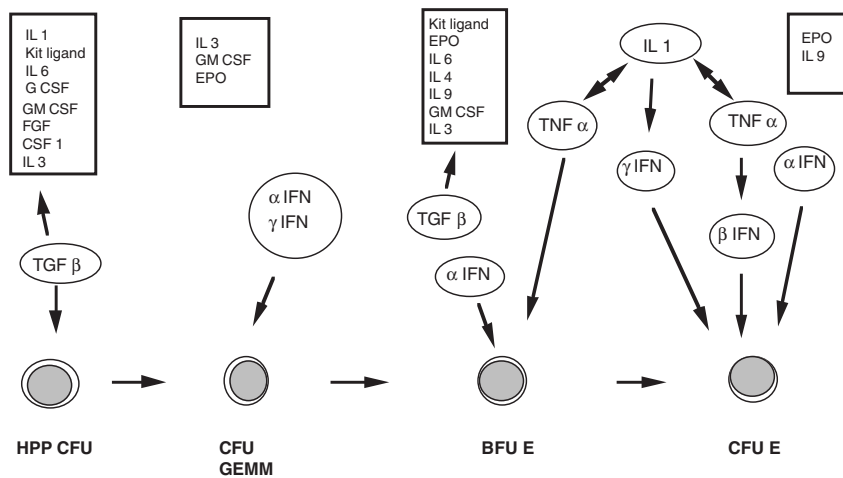 IL 1
Kit ligand
IL 6
G CSF
GM CSF
FGF
CSF 1
IL 3
IL 3
GM CSF
EPO
Kit ligand
EPO
IL 6
IL 4
IL 9
GM CSF
IL 3
IL 1
EPO
IL 9
TNF α
TNF α
γ IFN
α IFN
α IFN
γ IFN
TGF β
β IFN
TGF β
α IFN
HPP CFU
CFU
GEMM
BFU E
CFU E